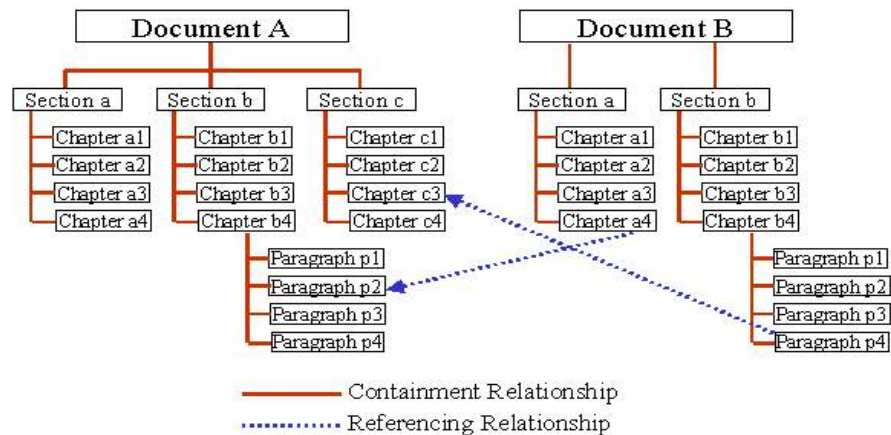 Document A
Document B
Section a
Section b
Section c
Section a
Section b
Chapter a1
Chapter a2
Chapter a3
Chapter a4
Chapter b1
Chapter b2
Chapter b3
Chapter b4
Paragraph p1
Paragraph p2
Paragraph p3
Paragraph p4
Chapter c1
Chapter c2
Chapter c3
Chapter c4
Chapter a1
Chapter a2
Chapter a3
Chapter a4
Chapter b1
Chapter b2
Chapter b3
Chapter b4
Paragraph p1
Paragraph p2
Paragraph p3
Paragraph p4
Containment Relationship
Referencing Relationship